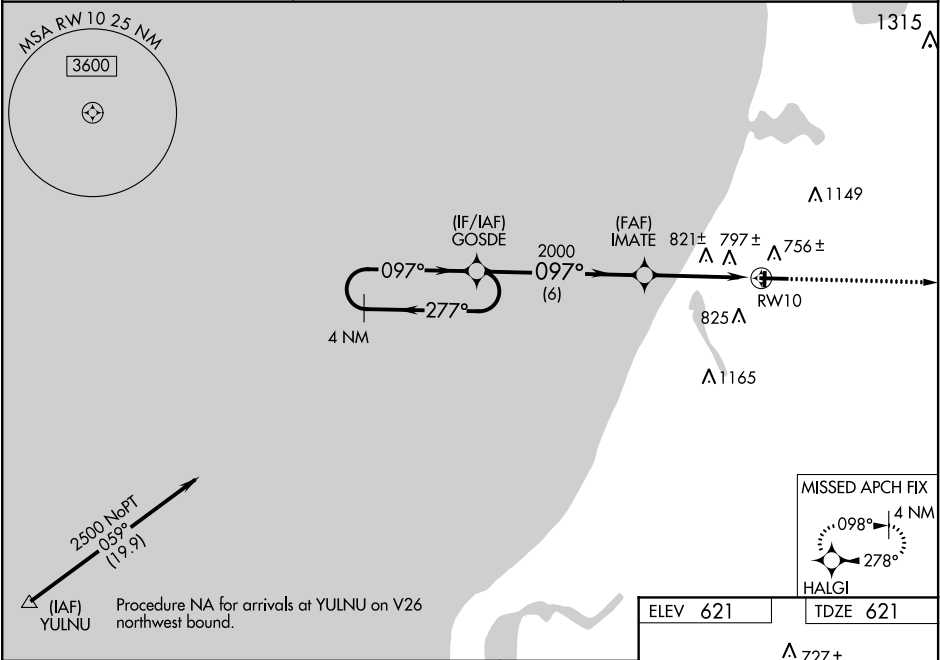 MSA RW 10 25 NM
3600
1315
1149
(IF/IAF)
GOSDE
(FAF)
IMATE
2000
097°
(6)
821±
797±
756±
097°
277°
4 NM
RW10
825
1165
2500 NoPT
059°
(19.9)
(IAF)
YULNU
Procedure NA for arrivals at YULNU on V26
northwest bound.
MISSED APCH FIX
4 NM
098°
278°
HALGI
ELEV 621
TDZE 621
727±